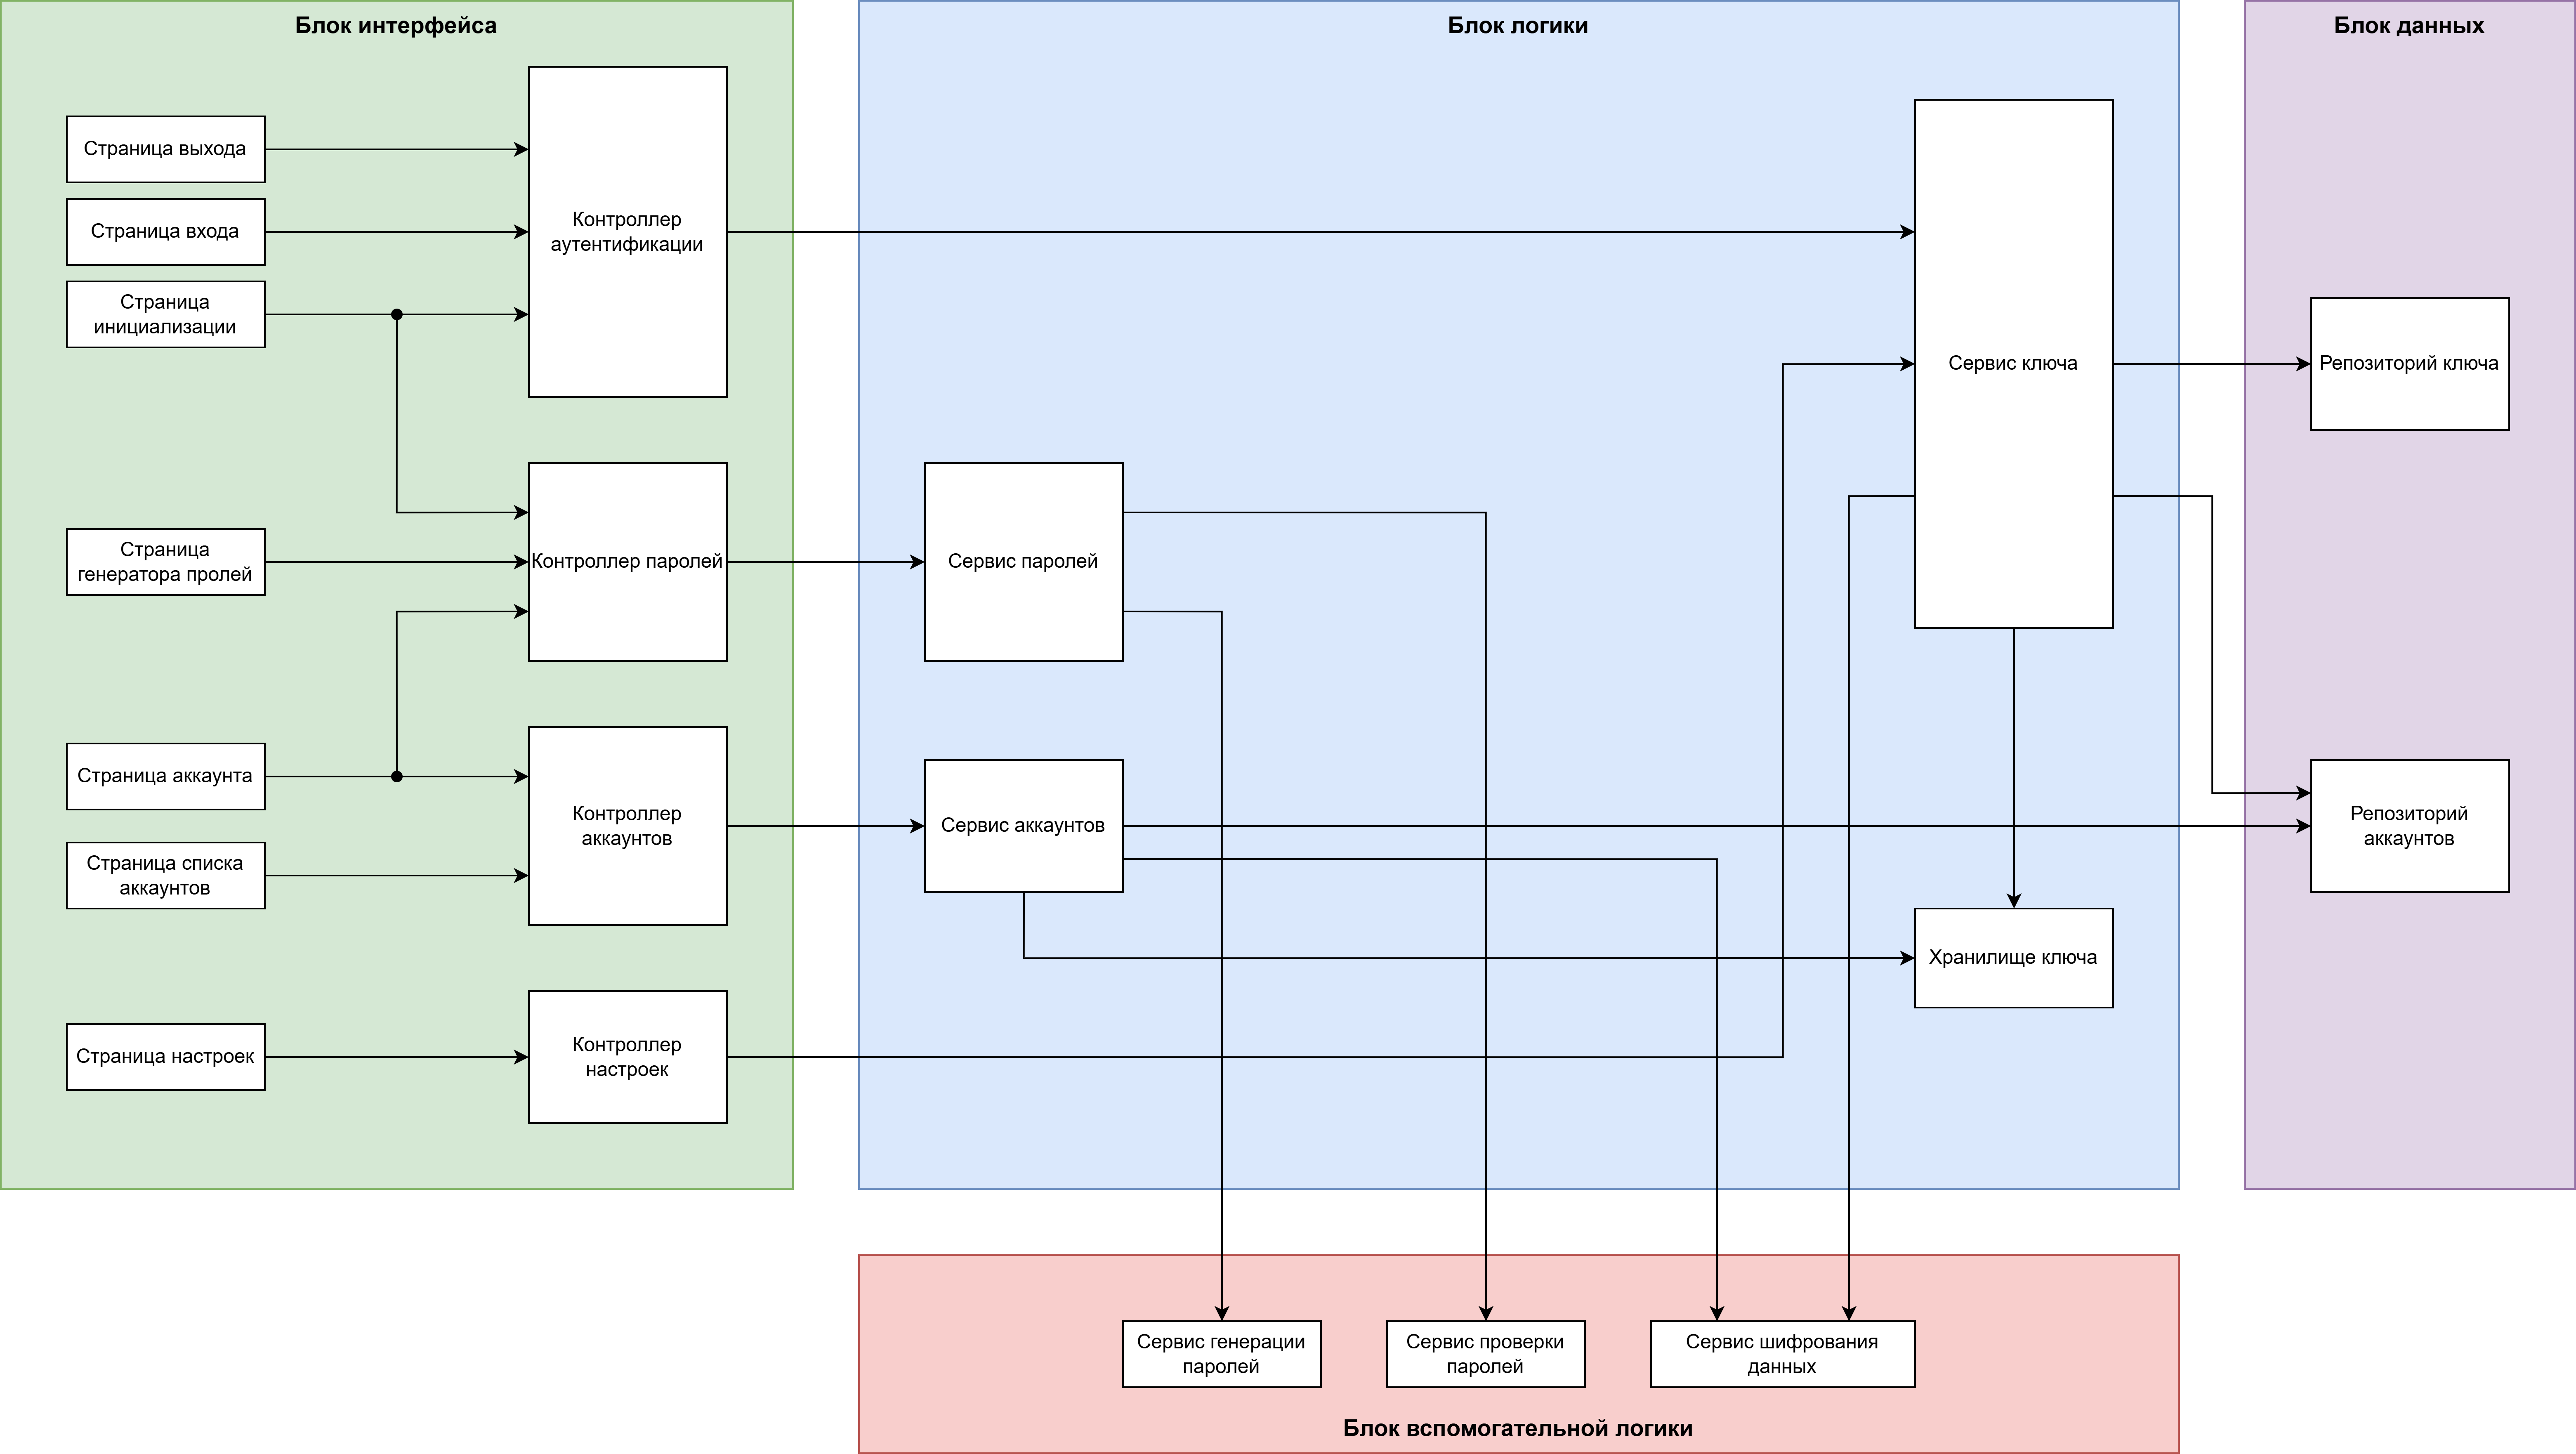 Блок интерфейса
Страница выхода
Страница входа
Страница
инициализации
Страница
генератора пролей
Страница аккаунта
Страница списка
аккаунтов
Страница настроек
Контроллер
аутентификации
Контроллер паролей
Контроллер
аккаунтов
Контроллер
настроек
Блок логики
Сервис паролей
Сервис аккаунтов
Сервис ключа
Хранилище ключа
Блок данных
Репозиторий ключа
Репозиторий
аккаунтов
Сервис генерации
паролей
Сервис проверки
паролей
Сервис шифрования
данных
Блок вспомогательной логики